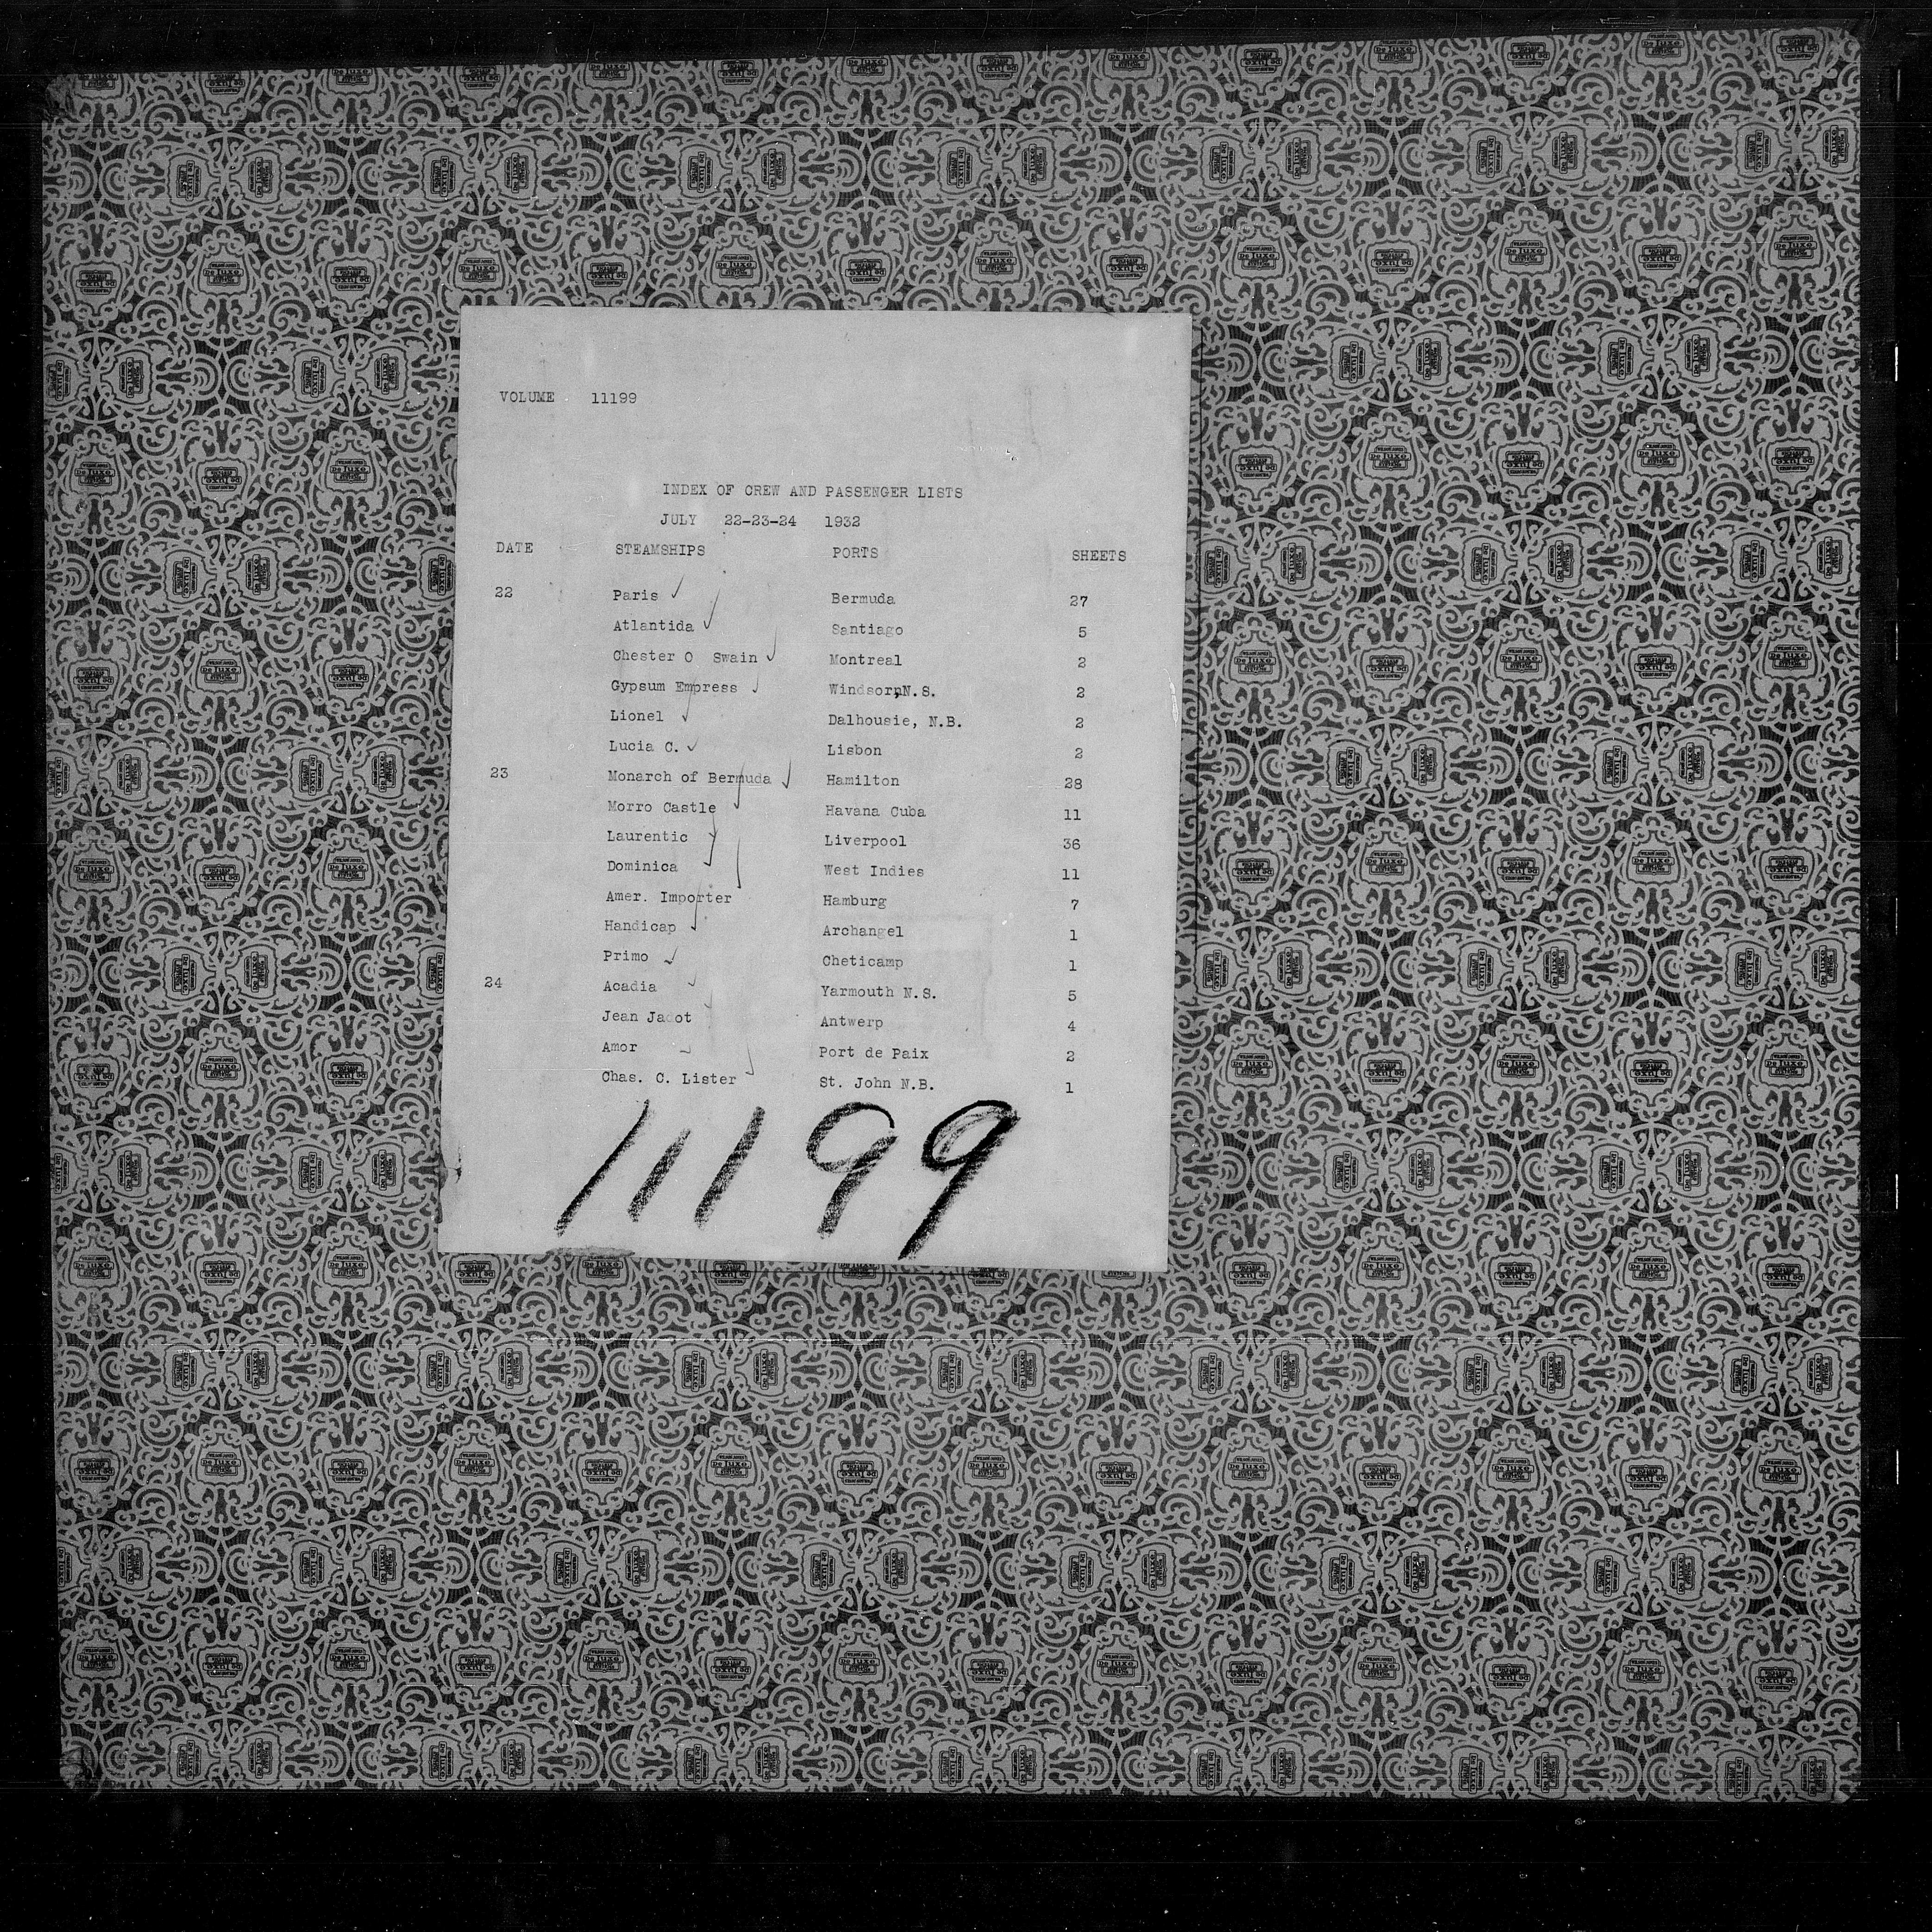 VOLUME 11199
INDEX OF CREW AND PASSENGER LISTS
JULY 22-23-24 1932
DATE STEAMSHIPS PORTS SHEETS
22 Paris ✓ Bermuda 27
Atlantida ✓ Santiago 5
Chester O Swain ✓ Montreal 2
Gypsum Empress ✓ Windsor,N.S. 2
Lionel ✓ Dalhousie, N.B. 2
Lucia C. ✓ Lisbon 2
23 Monarch of Bermuda ✓ Hamilton 28
Morro Castle ✓ Havana Cuba 11
Laurentic ✓ Liverpool 36
Dominica ✓ West Indies 11
Amer. Importer ✓ Hamburg 7
Handicap ✓ Archangel 1
Primo ✓ Cheticamp 1
24 Acadia ✓ Yarmouth N.S. 5
Jean Jadot ✓ Antwerp 4
Amor ✓ Port de Paix 2
Chas. C. Lister ✓ St. John N.B. 1
11199